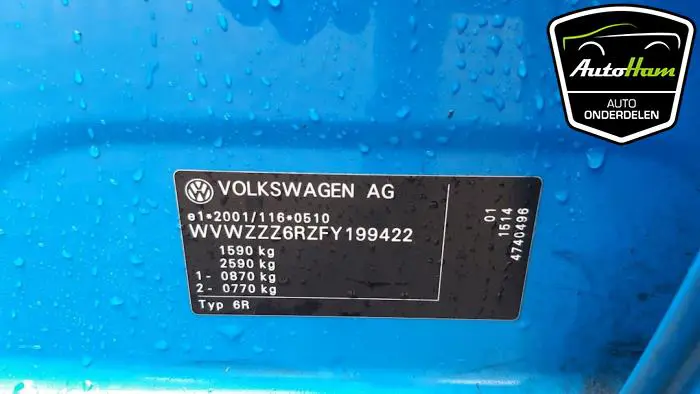 AutoHam
AUTO
ONDERDELEN
VOLKSWAGEN AG
e1*2001/116*0510
WVWZZZ6RZFY199422
1590 kg
2590 kg
1- 0870 kg
2- 0770 kg
Typ 6R
01
1514
4740496